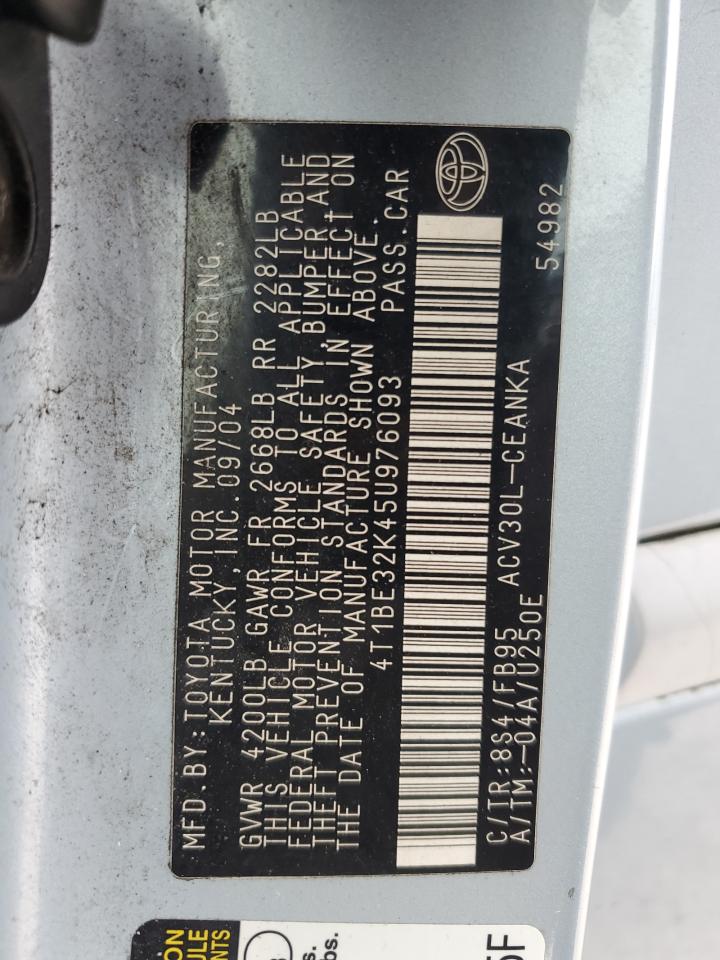 MFD.BY:TOYOTA MOTOR MANUFACTURING,
KENTUCKY,INC.09/04
GVWR 4200LB GAWR FR 2668LB RR 2282LB
THIS VEHICLE CONFORMS TO ALL APPLICABLE
FEDERAL MOTOR VEHICLE SAFETY,BUMPER,AND
THEFT PREVENTION STANDARDS IN EFFECT ON
THE DATE OF MANUFACTURE SHOWN ABOVE.
4T1BE32K45U976093 PASS.CAR
C/TR:8S4/FB95 ACV30L-CEANKA
A/TM:-04A/U250E 54982